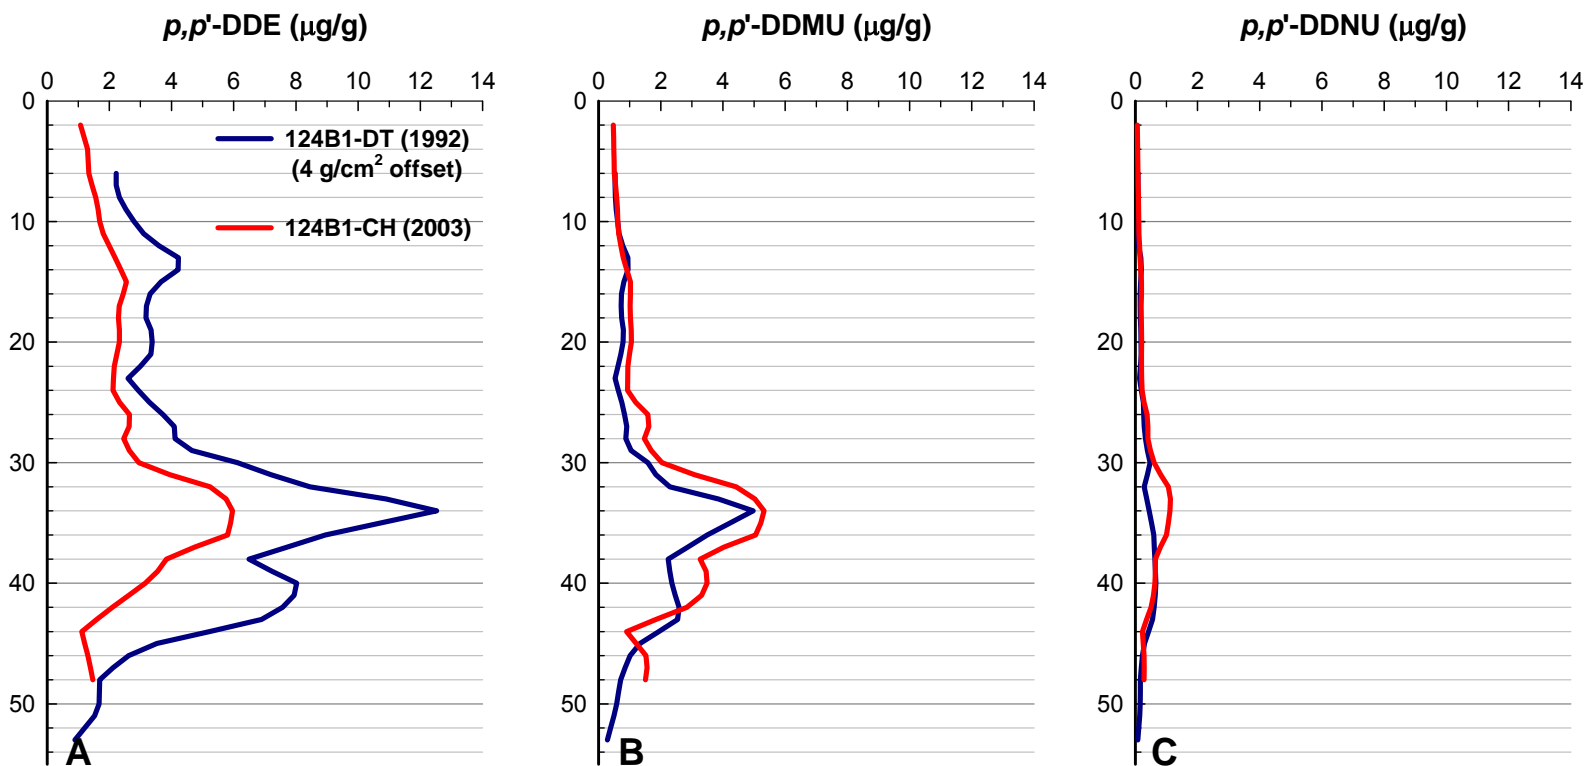 p,p'-DDE (μg/g)
0 2 4 6 8 10 12 14
0
10
20
30
40
50
124B1-DT (1992)
(4 g/cm² offset)
124B1-CH (2003)
A
p,p'-DDMU (μg/g)
0 2 4 6 8 10 12 14
0
10
20
30
40
50
B
p,p'-DDNU (μg/g)
0 2 4 6 8 10 12 14
0
10
20
30
40
50
C